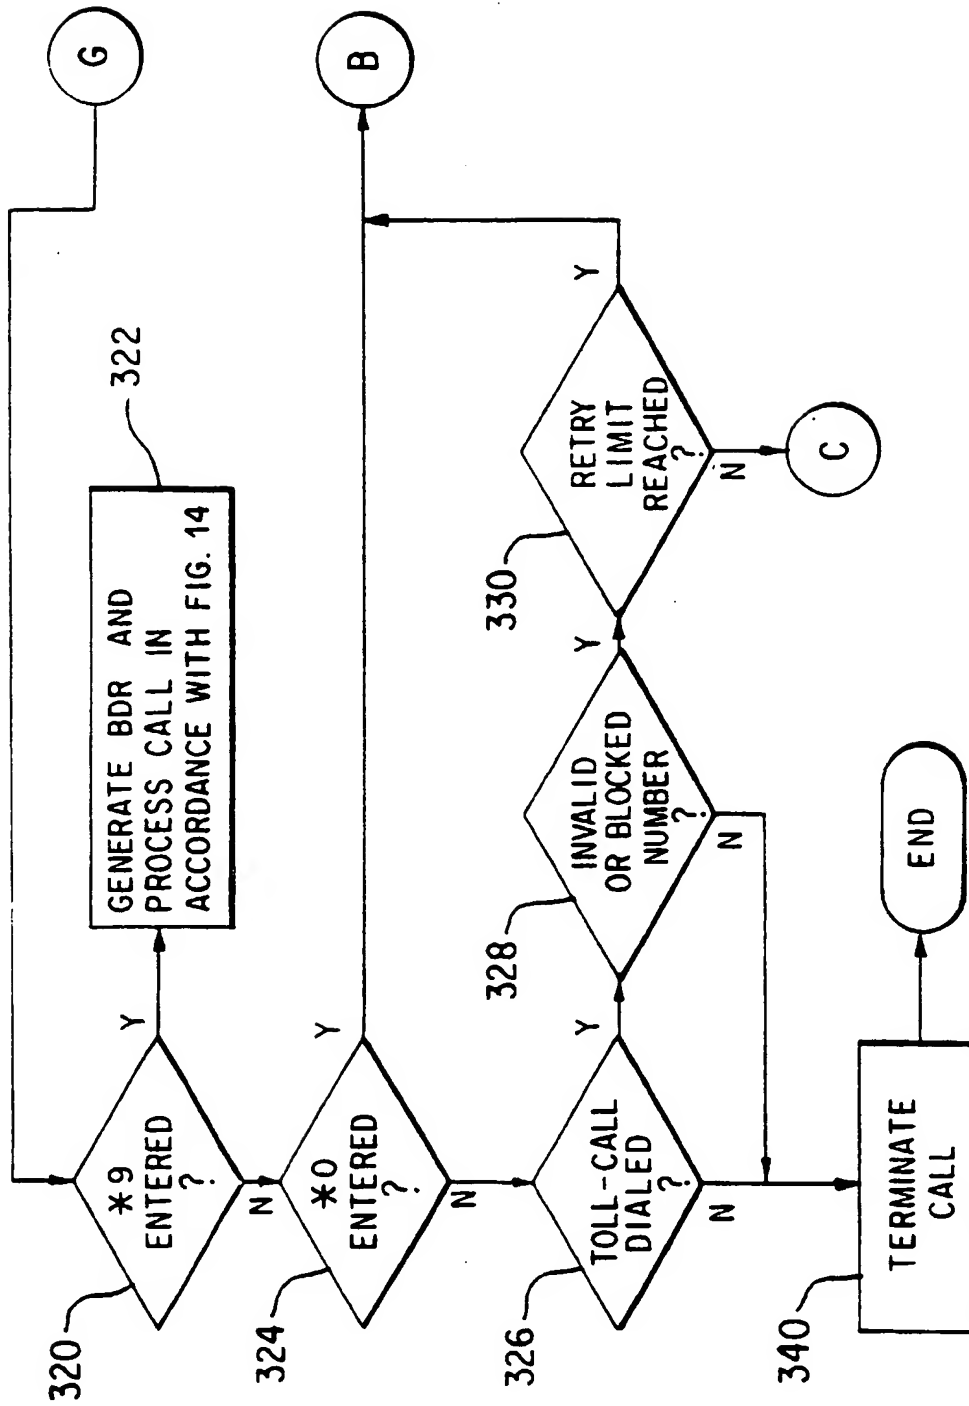 G
320
*9
ENTERED
?
Y
N
322
GENERATE BDR AND
PROCESS CALL IN
ACCORDANCE WITH FIG. 14
324
*0
ENTERED
?
Y
N
B
326
TOLL-CALL
DIALED
?
Y
N
328
INVALID
OR BLOCKED
NUMBER
?
Y
N
330
RETRY
LIMIT
REACHED
?
Y
N
C
340
TERMINATE
CALL
END